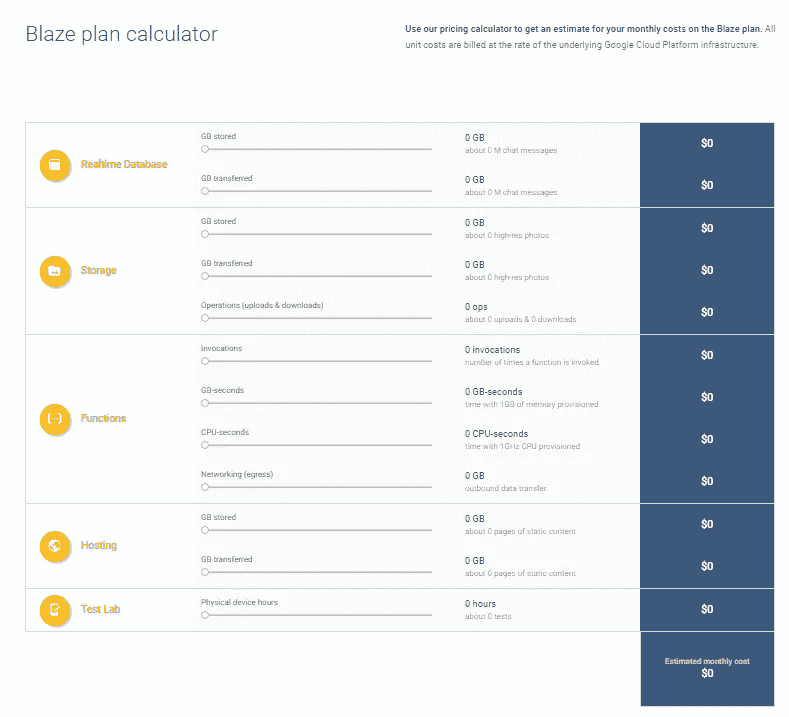 Blaze plan calculator
Use our pricing calculator to get an estimate for your monthly costs on the Blaze plan. All
unit costs are billed at the rate of the underlying Google Cloud Platform infrastructure.
Realtime Database
GB stored
0 GB
about 0 M chat messages
$0
GB transferred
0 GB
about 0 M chat messages
$0
Storage
GB stored
0 GB
about 0 high-res photos
$0
GB transferred
0 GB
about 0 high-res photos
$0
Operations (uploads & downloads)
0 ops
about 0 uploads & 0 downloads
$0
Functions
Invocations
0 invocations
number of times a function is invoked
$0
GB-seconds
0 GB-seconds
time with 1GB of memory provisioned
$0
CPU-seconds
0 CPU-seconds
time with 1GHz CPU provisioned
$0
Networking (egress)
0 GB
outbound data transfer
$0
Hosting
GB stored
0 GB
about 0 pages of static content
$0
GB transferred
0 GB
about 0 pages of static content
$0
Test Lab
Physical device hours
0 hours
about 0 tests
$0
Estimated monthly cost
$0